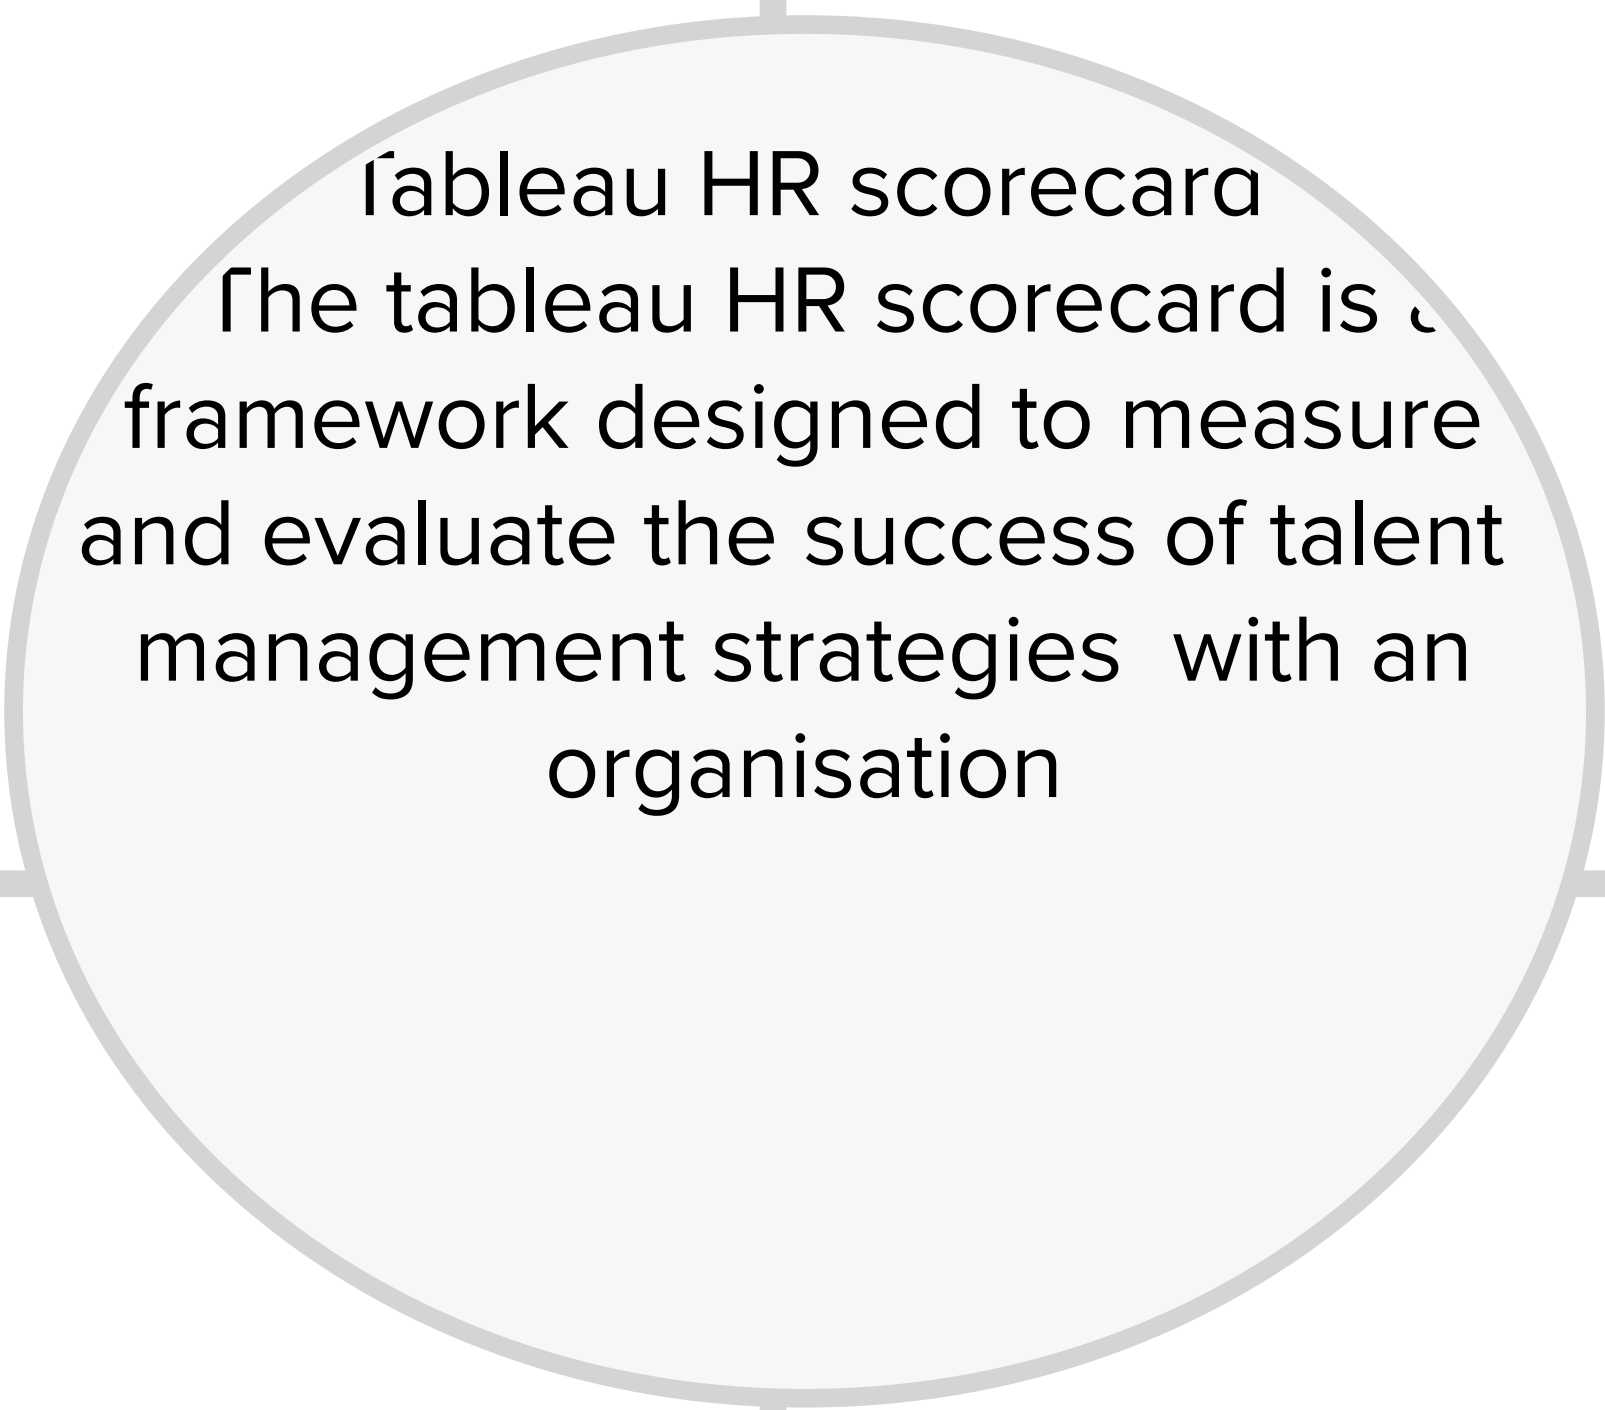 Tableau HR scorecard
The tableau HR scorecard is a
framework designed to measure
and evaluate the success of talent
management strategies  with an
organisation